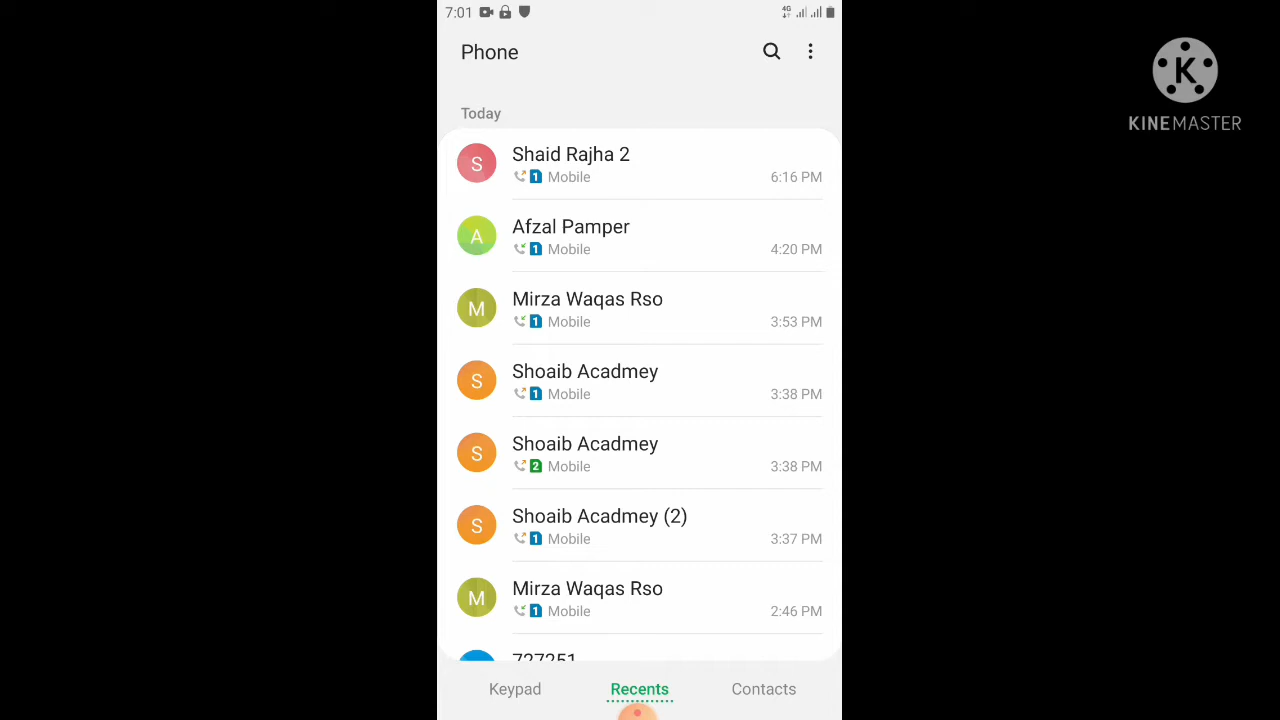 7:01
4G
Phone
K
KINEMASTER
Today
S
Shaid Rajha 2
1 Mobile
6:16 PM
A
Afzal Pamper
1 Mobile
4:20 PM
M
Mirza Waqas Rso
1 Mobile
3:53 PM
S
Shoaib Acadmey
1 Mobile
3:38 PM
S
Shoaib Acadmey
2 Mobile
3:38 PM
S
Shoaib Acadmey (2)
1 Mobile
3:37 PM
M
Mirza Waqas Rso
1 Mobile
2:46 PM
727251
Keypad
Recents
Contacts